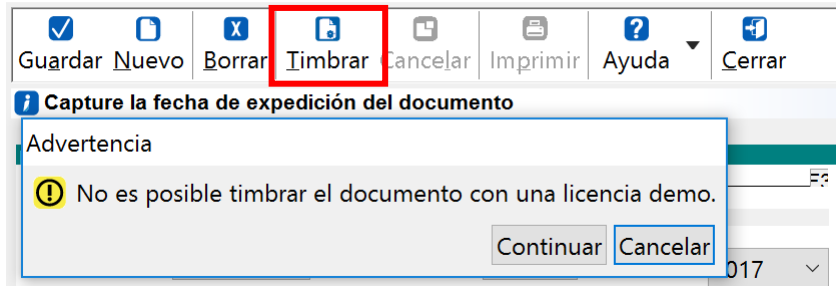 Guardar Nuevo Borrar Timbrar Cancelar Imprimir Ayuda Cerrar
Capture la fecha de expedición del documento
Advertencia
No es posible timbrar el documento con una licencia demo.
Continuar Cancelar